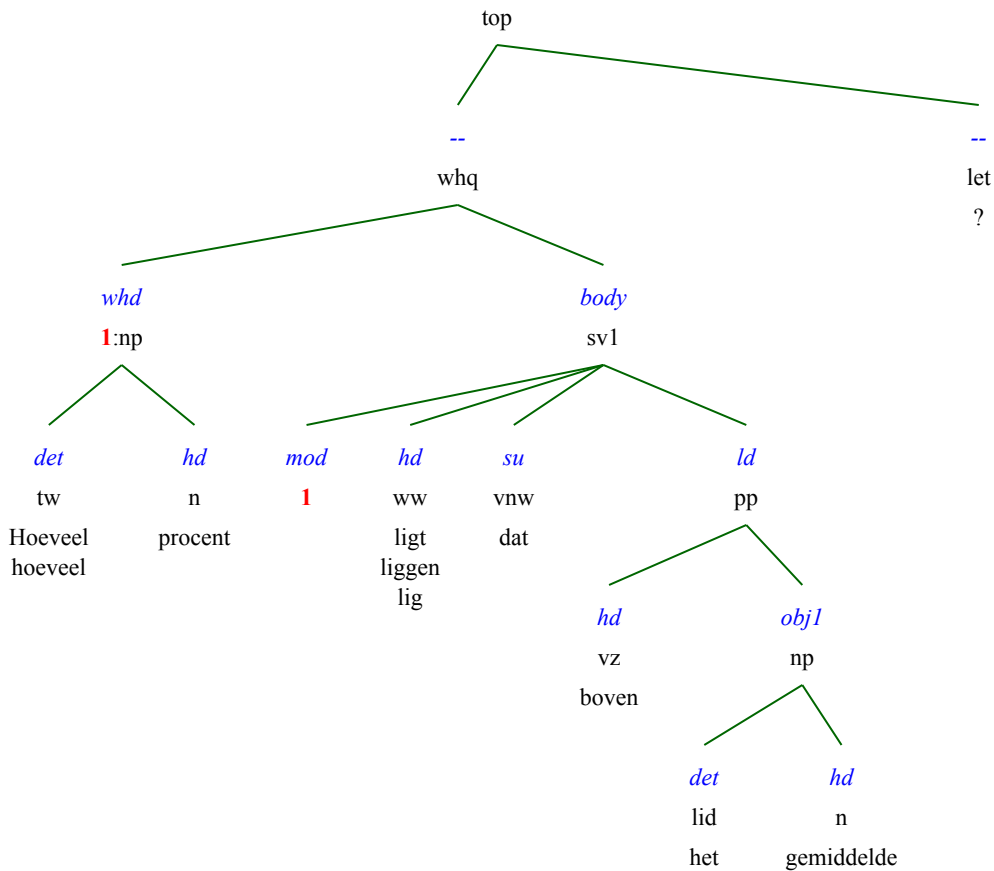 top
-- --
whq let
?
whd body
1:np sv1
det hd mod hd su ld
tw n 1 ww vnw pp
Hoeveel procent ligt dat
hoeveel liggen
lig
hd obj1
vz np
boven
det hd
lid n
het gemiddelde